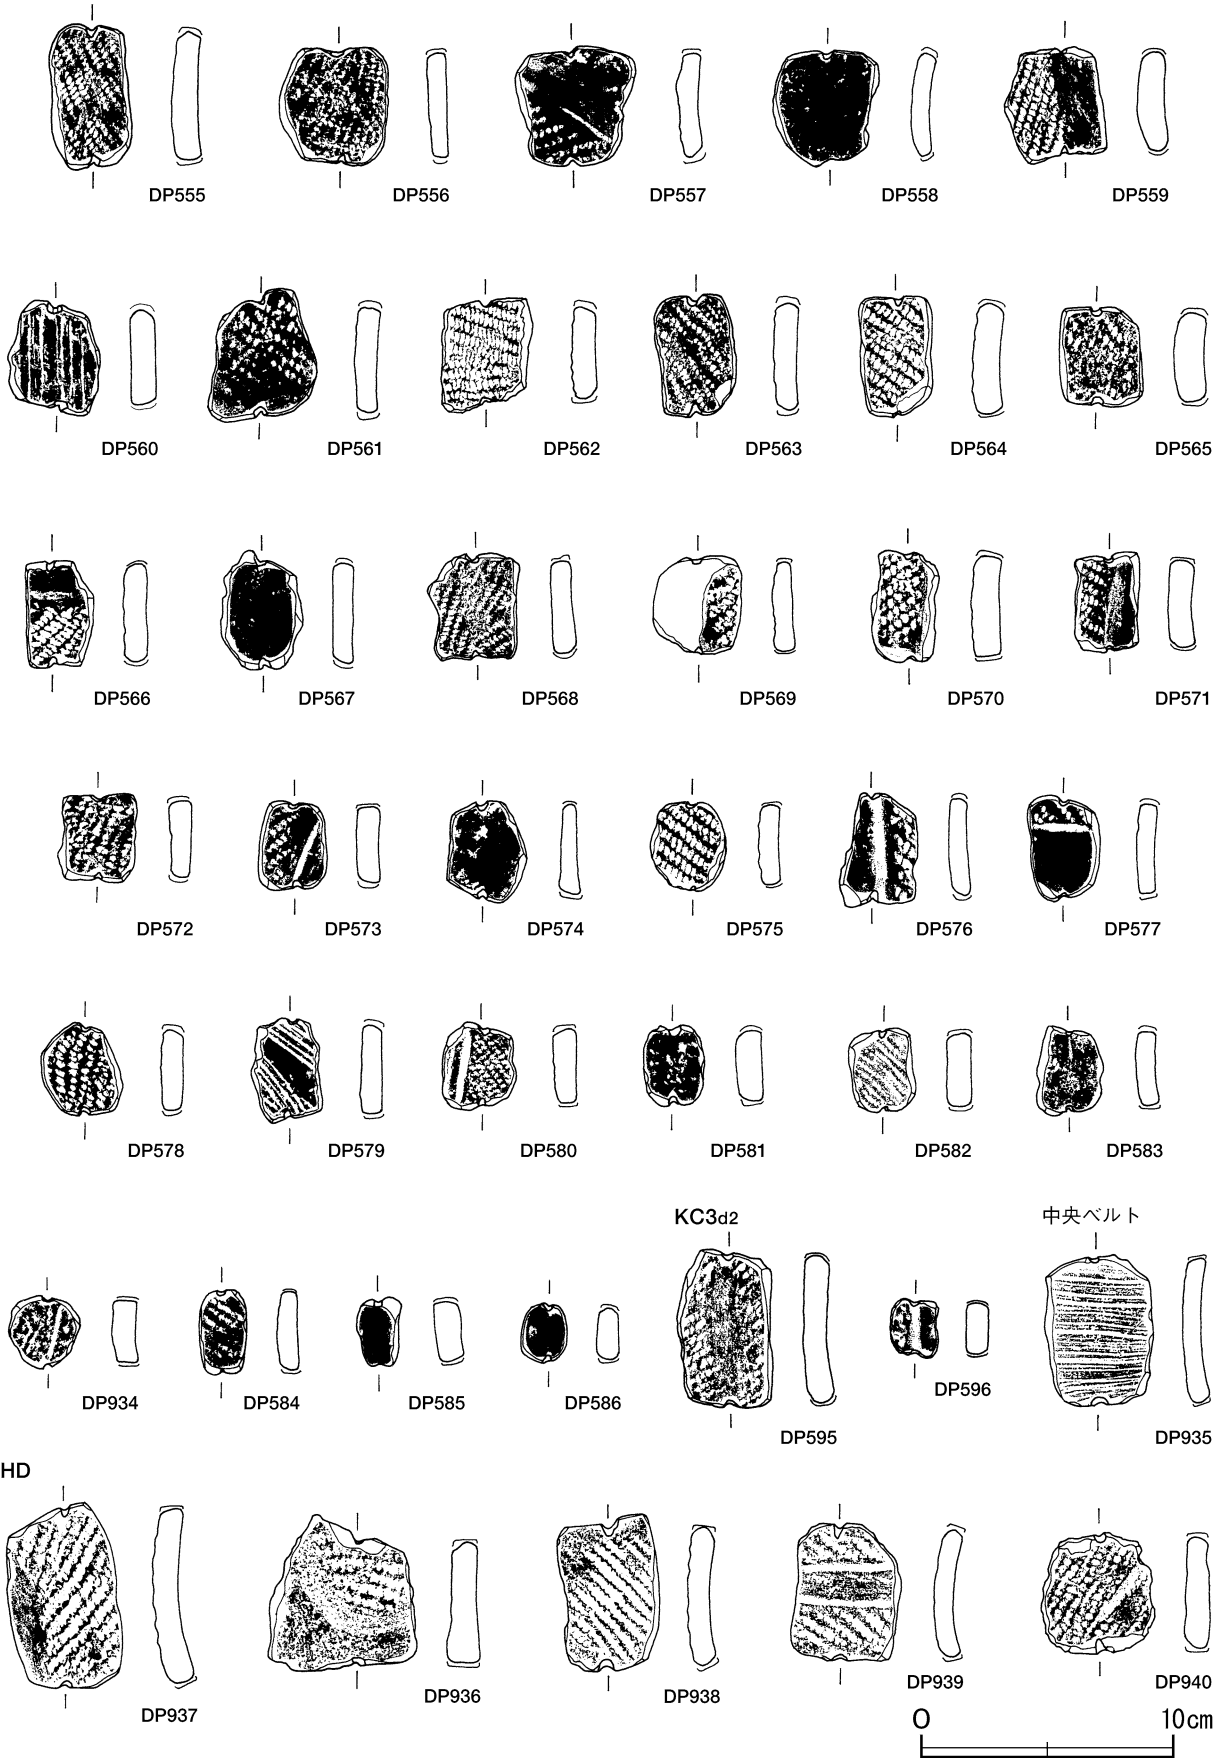 DP555 DP556 DP557 DP558 DP559
DP560 DP561 DP562 DP563 DP564 DP565
DP566 DP567 DP568 DP569 DP570 DP571
DP572 DP573 DP574 DP575 DP576 DP577
DP578 DP579 DP580 DP581 DP582 DP583
KC3d2 中央ベルト
DP934 DP584 DP585 DP586 DP595 DP596 DP935
HD
DP937 DP936 DP938 DP939 DP940
0 10cm